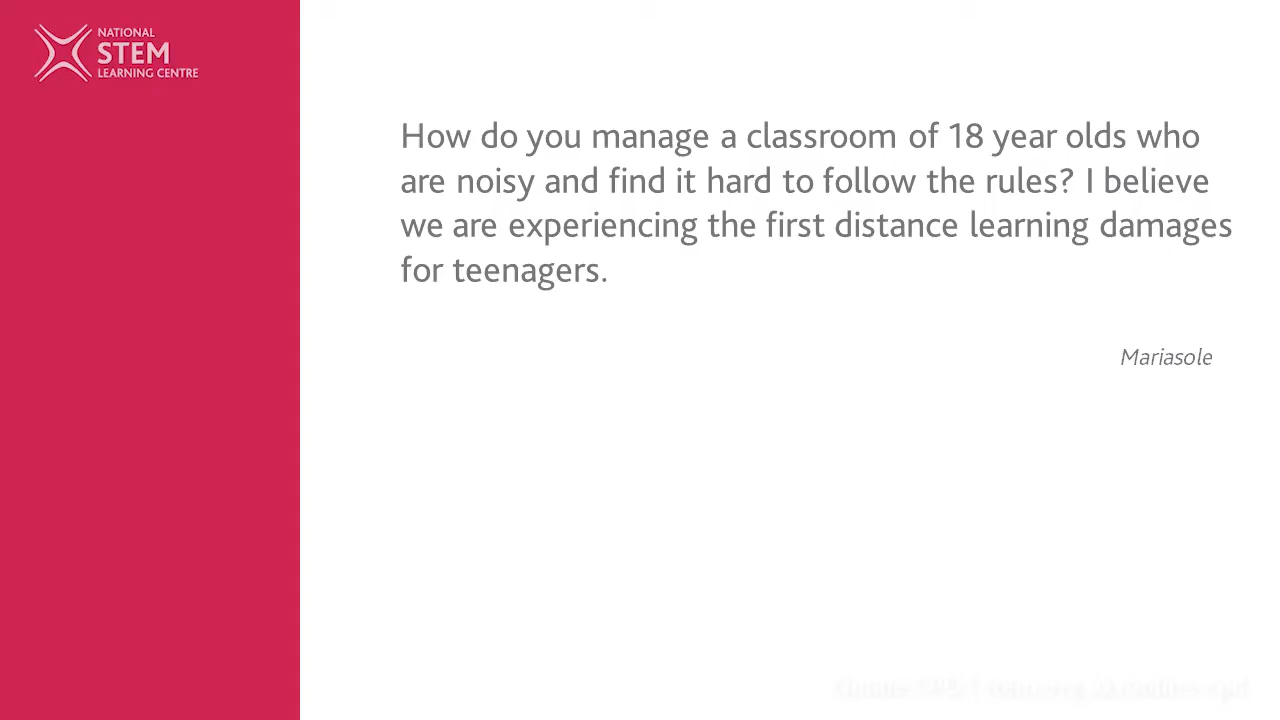 NATIONAL
STEM
LEARNING CENTRE
How do you manage a classroom of 18 year olds who
are noisy and find it hard to follow the rules? I believe
we are experiencing the first distance learning damages
for teenagers.
Mariasole